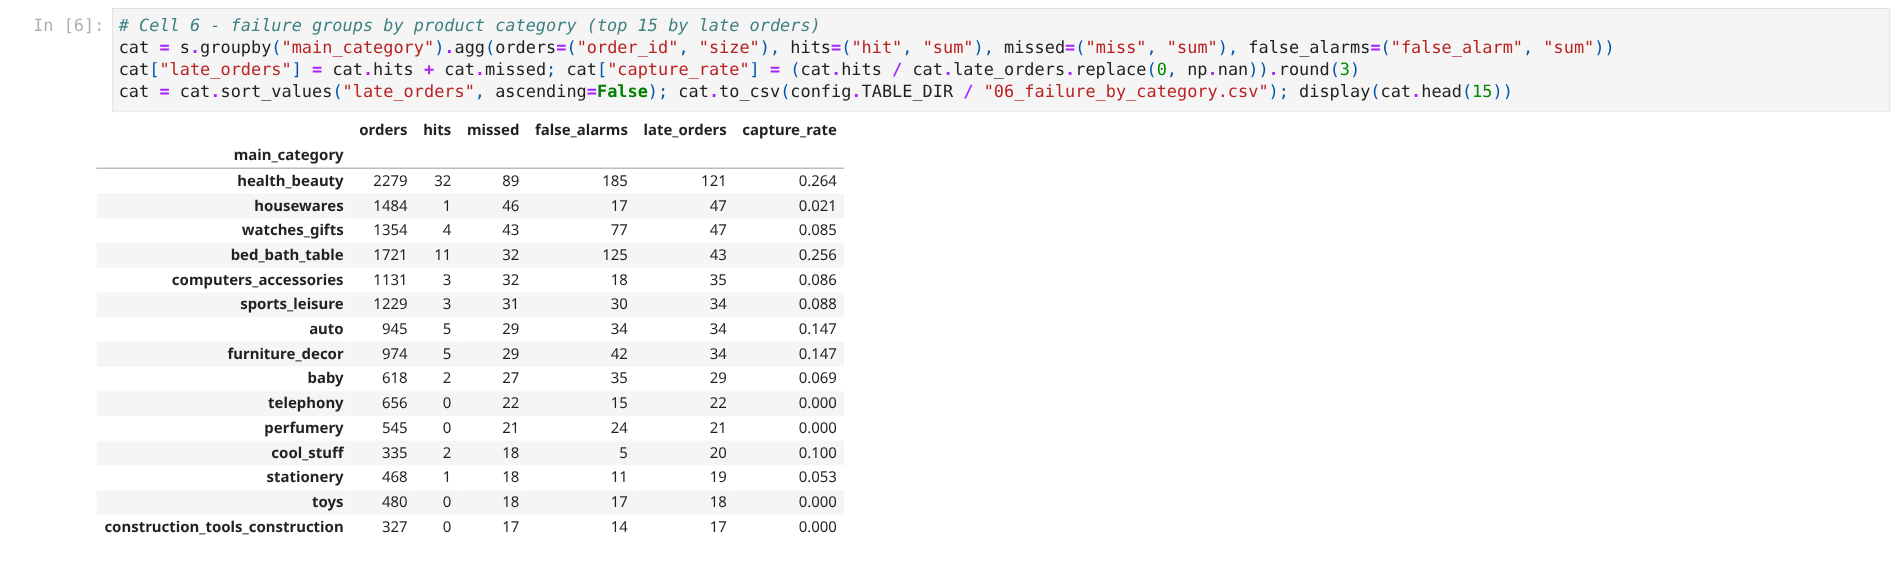 In [6]:
# Cell 6 - failure groups by product category (top 15 by late orders)
cat = s.groupby("main_category").agg(orders=("order_id", "size"), hits=("hit", "sum"), missed=("miss", "sum"), false_alarms=("false_alarm", "sum"))
cat["late_orders"] = cat.hits + cat.missed; cat["capture_rate"] = (cat.hits / cat.late_orders.replace(0, np.nan)).round(3)
cat = cat.sort_values("late_orders", ascending=False); cat.to_csv(config.TABLE_DIR / "06_failure_by_category.csv"); display(cat.head(15))
orders hits missed false_alarms late_orders capture_rate
main_category
health_beauty 2279 32 89 185 121 0.264
housewares 1484 1 46 17 47 0.021
watches_gifts 1354 4 43 77 47 0.085
bed_bath_table 1721 11 32 125 43 0.256
computers_accessories 1131 3 32 18 35 0.086
sports_leisure 1229 3 31 30 34 0.088
auto 945 5 29 34 34 0.147
furniture_decor 974 5 29 42 34 0.147
baby 618 2 27 35 29 0.069
telephony 656 0 22 15 22 0.000
perfumery 545 0 21 24 21 0.000
cool_stuff 335 2 18 5 20 0.100
stationery 468 1 18 11 19 0.053
toys 480 0 18 17 18 0.000
construction_tools_construction 327 0 17 14 17 0.000